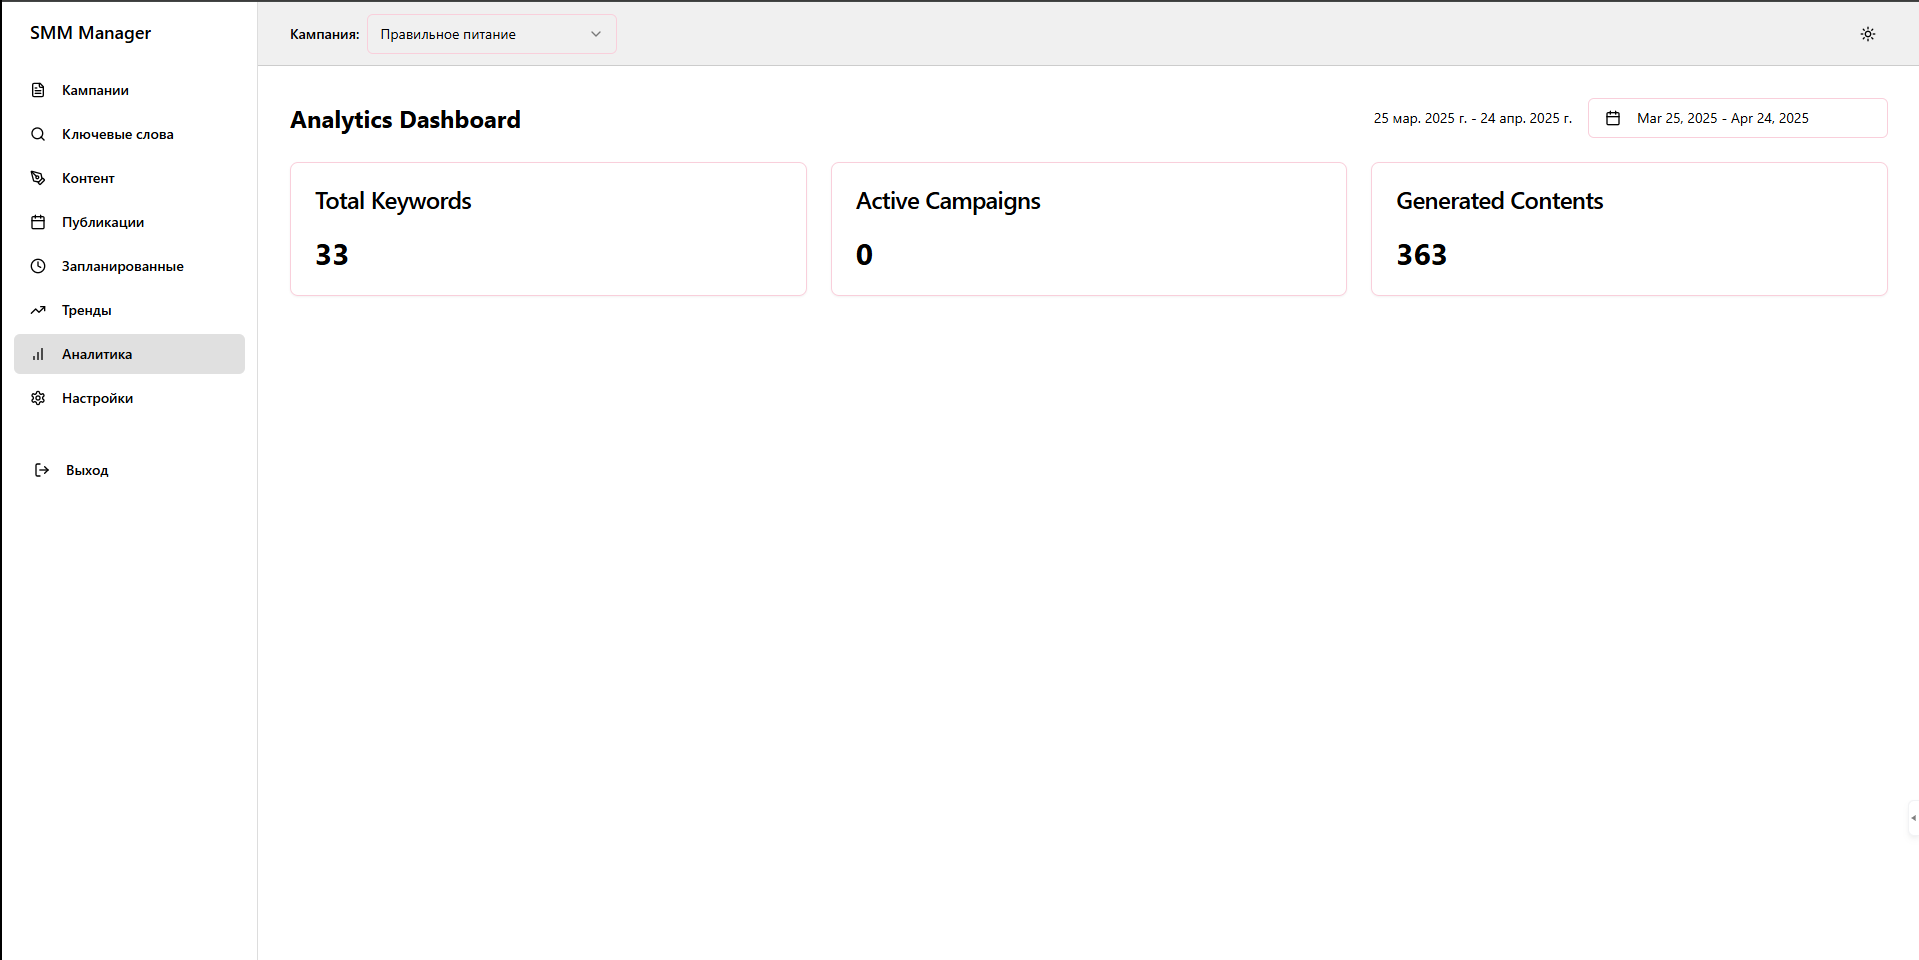 SMM Manager
Кампании
Ключевые слова
Контент
Публикации
Запланированные
Тренды
Аналитика
Настройки
Выход
Кампания: Правильное питание
Analytics Dashboard
25 мар. 2025 г. - 24 апр. 2025 г.
Mar 25, 2025 - Apr 24, 2025
Total Keywords
33
Active Campaigns
0
Generated Contents
363